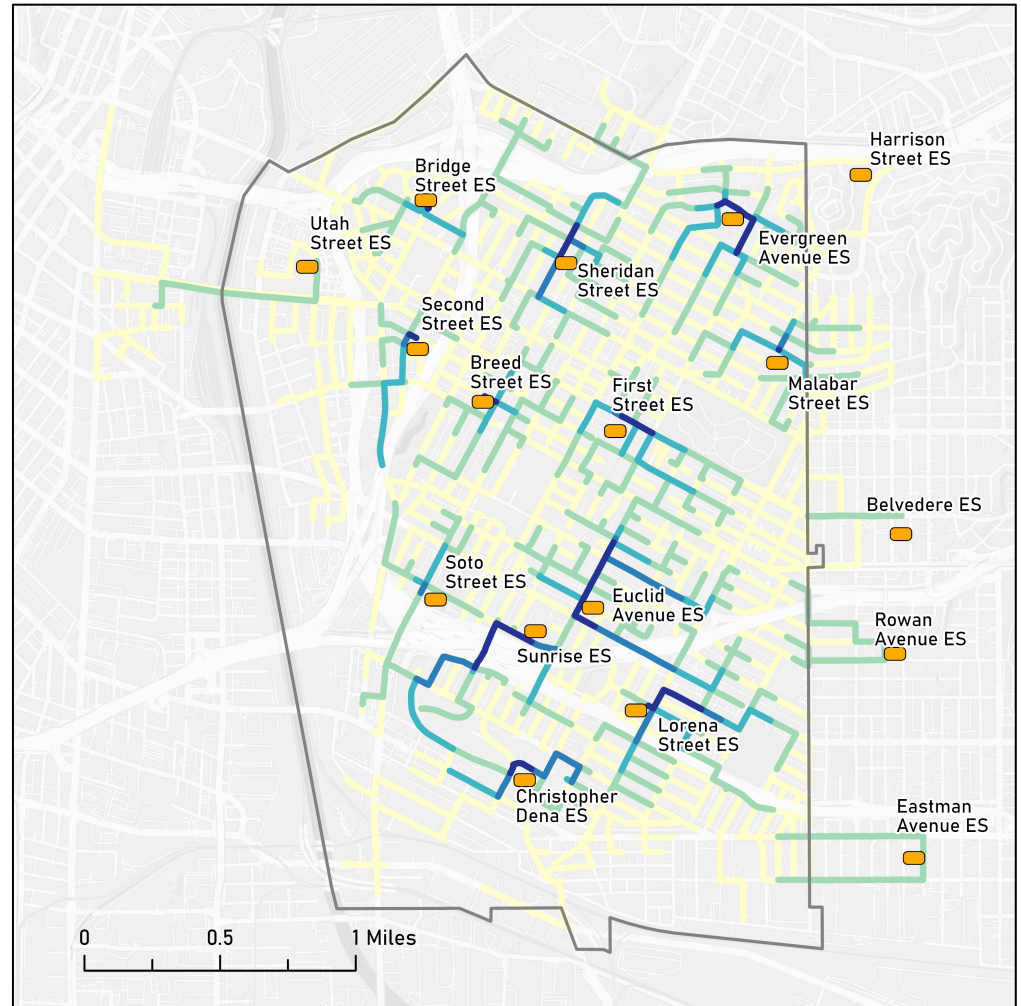 Harrison
Street ES
Bridge
Street ES
Utah
Street ES
Evergreen
Avenue ES
Sheridan
Street ES
Second
Street ES
Breed
Street ES
First
Street ES
Malabar
Street ES
Belvedere ES
Soto
Street ES
Euclid
Avenue ES
Rowan
Avenue ES
Sunrise ES
Lorena
Street ES
Christopher
Dena ES
Eastman
Avenue ES
0 0.5 1 Miles